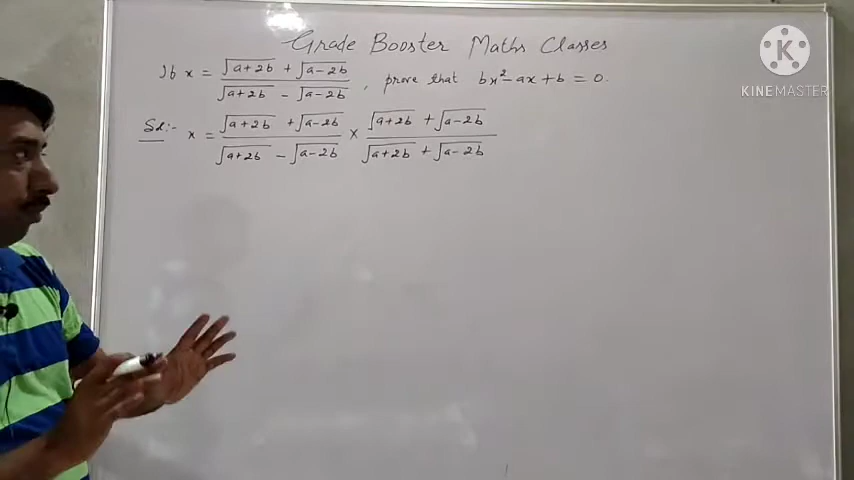 Grade Booster Maths Classes
If x = (√(a+2b) + √(a-2b)) / (√(a+2b) - √(a-2b)), prove that bx² - ax + b = 0.
Sol:- x = (√(a+2b) + √(a-2b)) / (√(a+2b) - √(a-2b)) × (√(a+2b) + √(a-2b)) / (√(a+2b) + √(a-2b))
K
KINEMASTER